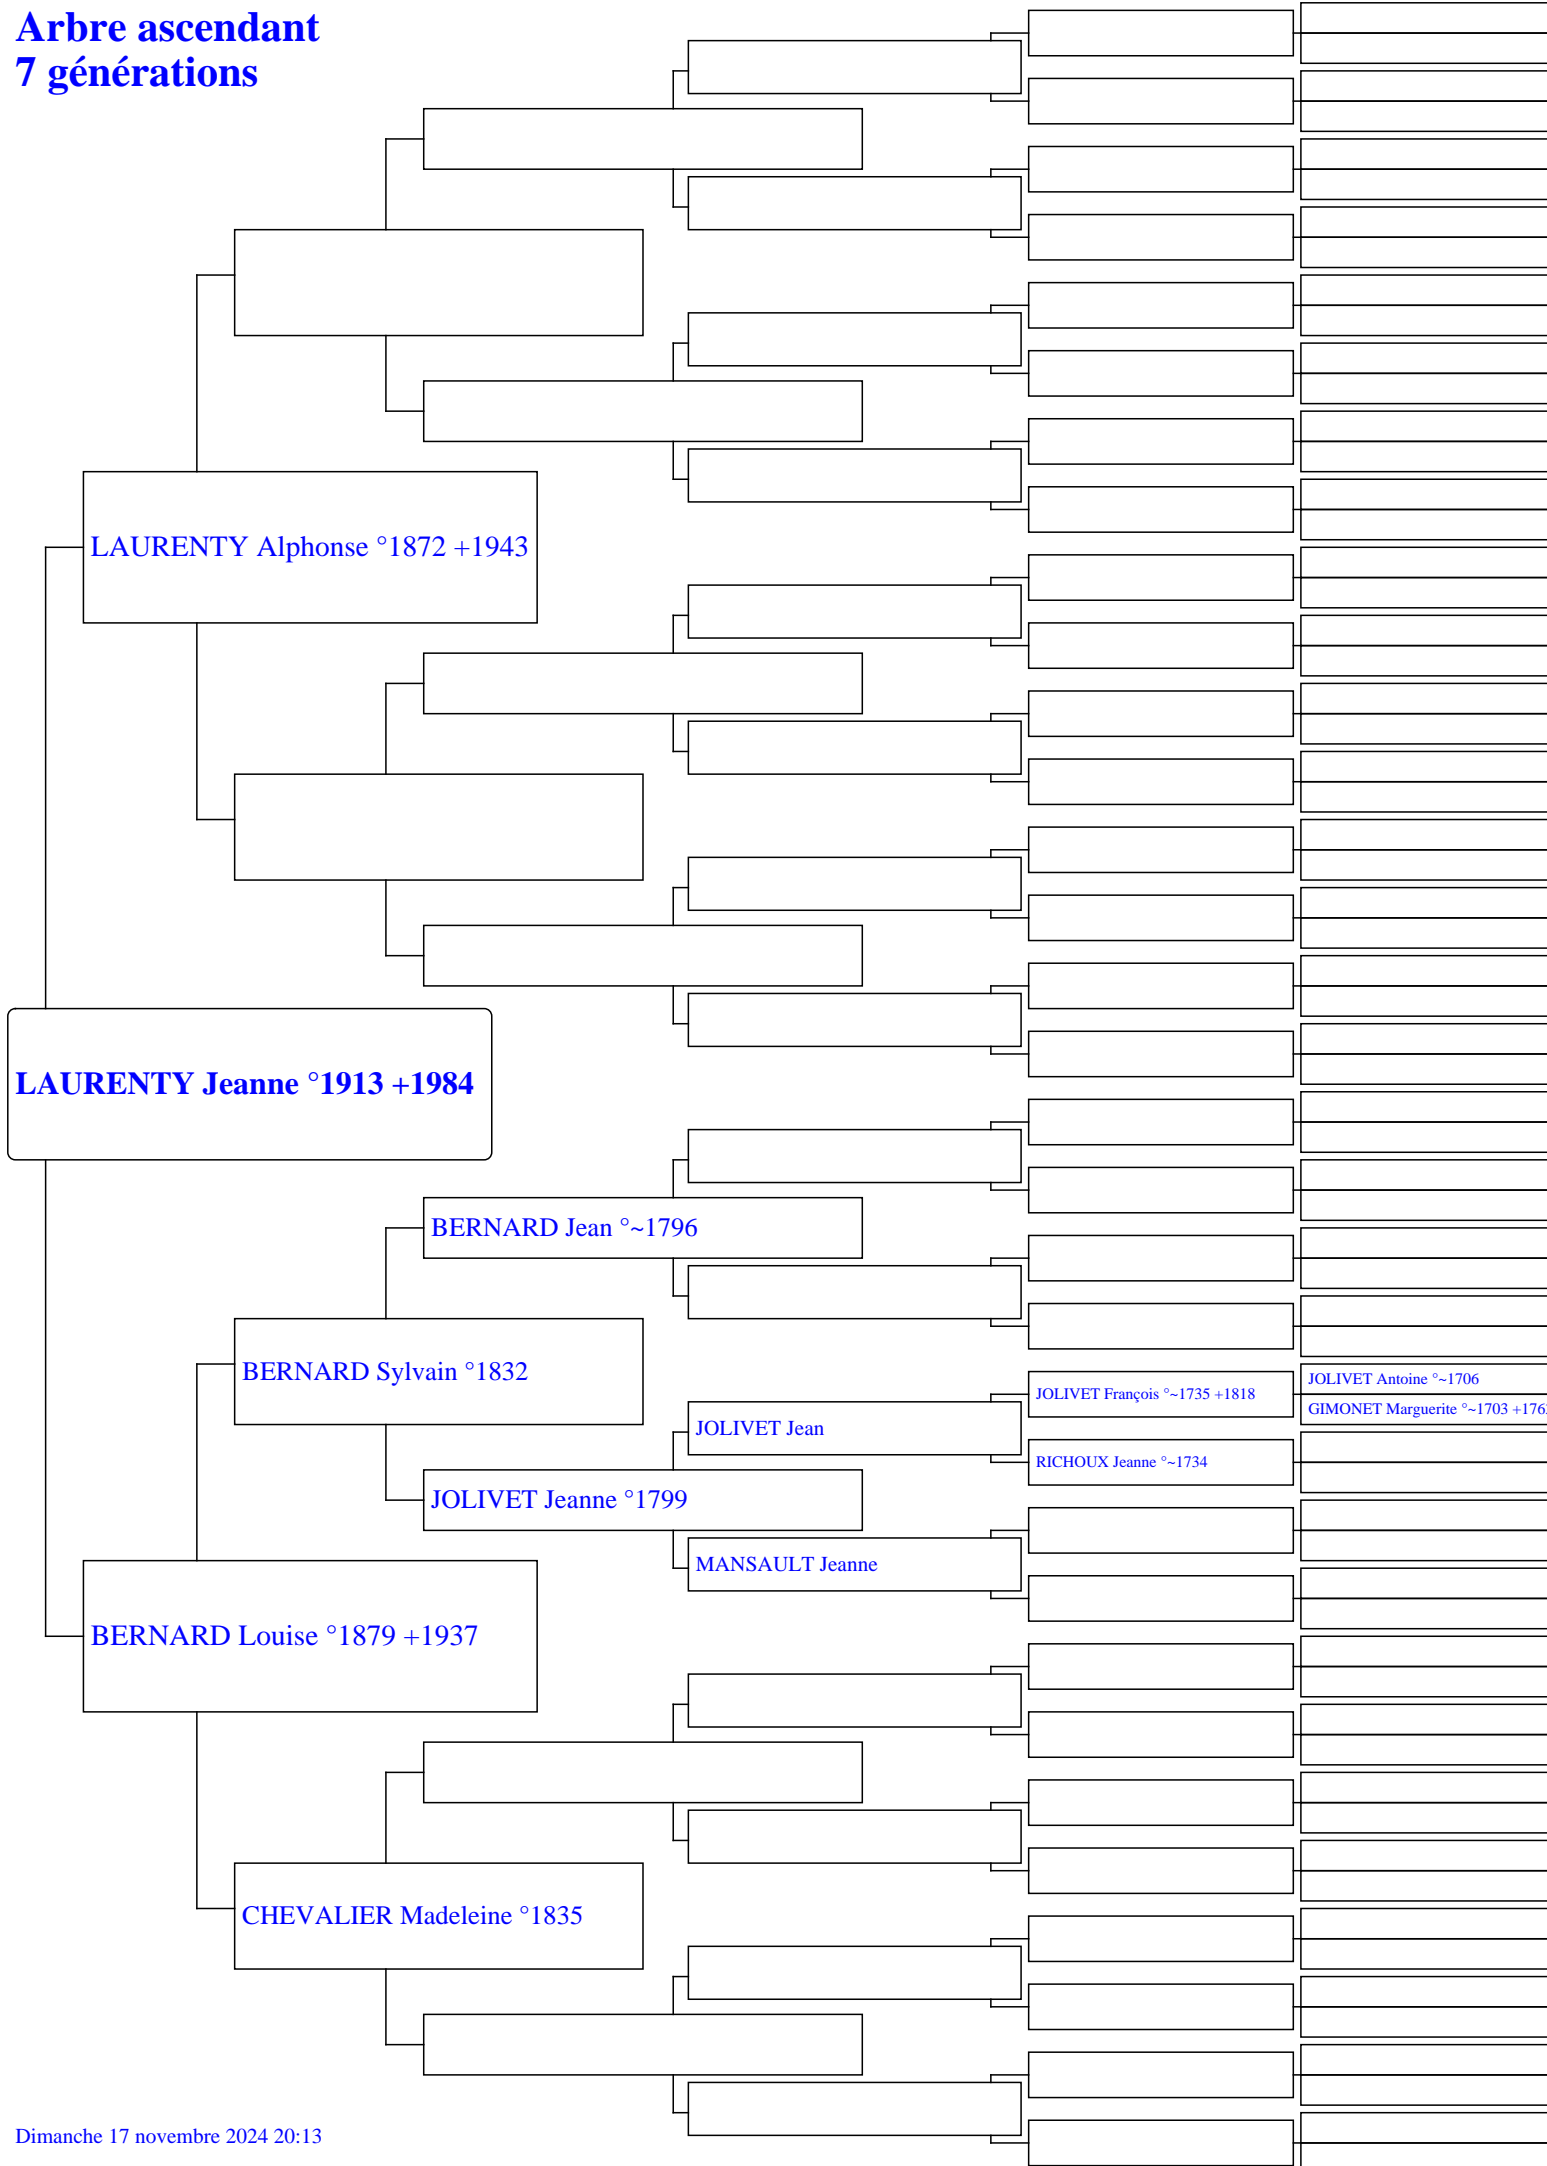 Arbre ascendant
7 générations
LAURENTY Alphonse °1872 +1943
LAURENTY Jeanne °1913 +1984
BERNARD Jean °~1796
BERNARD Sylvain °1832
JOLIVET François °~1735 +1818
JOLIVET Antoine °~1706
GIMONET Marguerite °~1703 
JOLIVET Jean
RICHOUX Jeanne °~1734
JOLIVET Jeanne °1799
MANSAULT Jeanne
BERNARD Louise °1879 +1937
CHEVALIER Madeleine °1835
Dimanche 17 novembre 2024 20:13